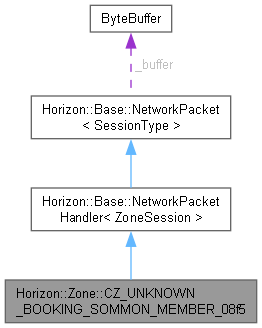 ByteBuffer
_buffer
Horizon::Base::NetworkPacket
< SessionType >
Horizon::Base::NetworkPacket
Handler< ZoneSession >
Horizon::Zone::CZ_UNKNOWN
_BOOKING_SOMMON_MEMBER_08f5